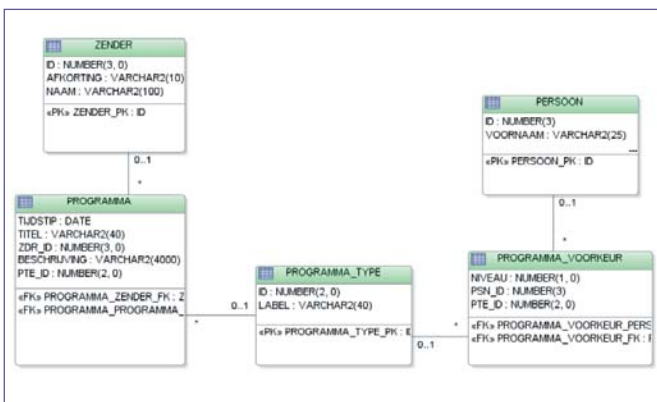 ZENDER
ID : NUMBER(3, 0)
AFKORTING : VARCHAR2(10)
NAAM : VARCHAR2(100)
«PK» ZENDER_PK : ID
0..1
*
PROGRAMMA
TIJDSTIP : DATE
TITEL : VARCHAR2(40)
ZDR_ID : NUMBER(3, 0)
BESCHRIJVING : VARCHAR2(4000)
PTE_ID : NUMBER(2, 0)
«FK» PROGRAMMA_ZENDER_FK : Z
«FK» PROGRAMMA_PROGRAMMA_
0..1
*
PROGRAMMA_TYPE
ID : NUMBER(2, 0)
LABEL : VARCHAR2(40)
«PK» PROGRAMMA_TYPE_PK :
*
0..1
PERSOON
ID : NUMBER(3)
VOORNAAM : VARCHAR2(25)
...
«PK» PERSOON_PK : ID
0..1
*
PROGRAMMA_VOORKEUR
NIVEAU : NUMBER(1, 0)
PSN_ID : NUMBER(3)
PTE_ID : NUMBER(2, 0)
«FK» PROGRAMMA_VOORKEUR_PERS
«FK» PROGRAMMA_VOORKEUR_FK :